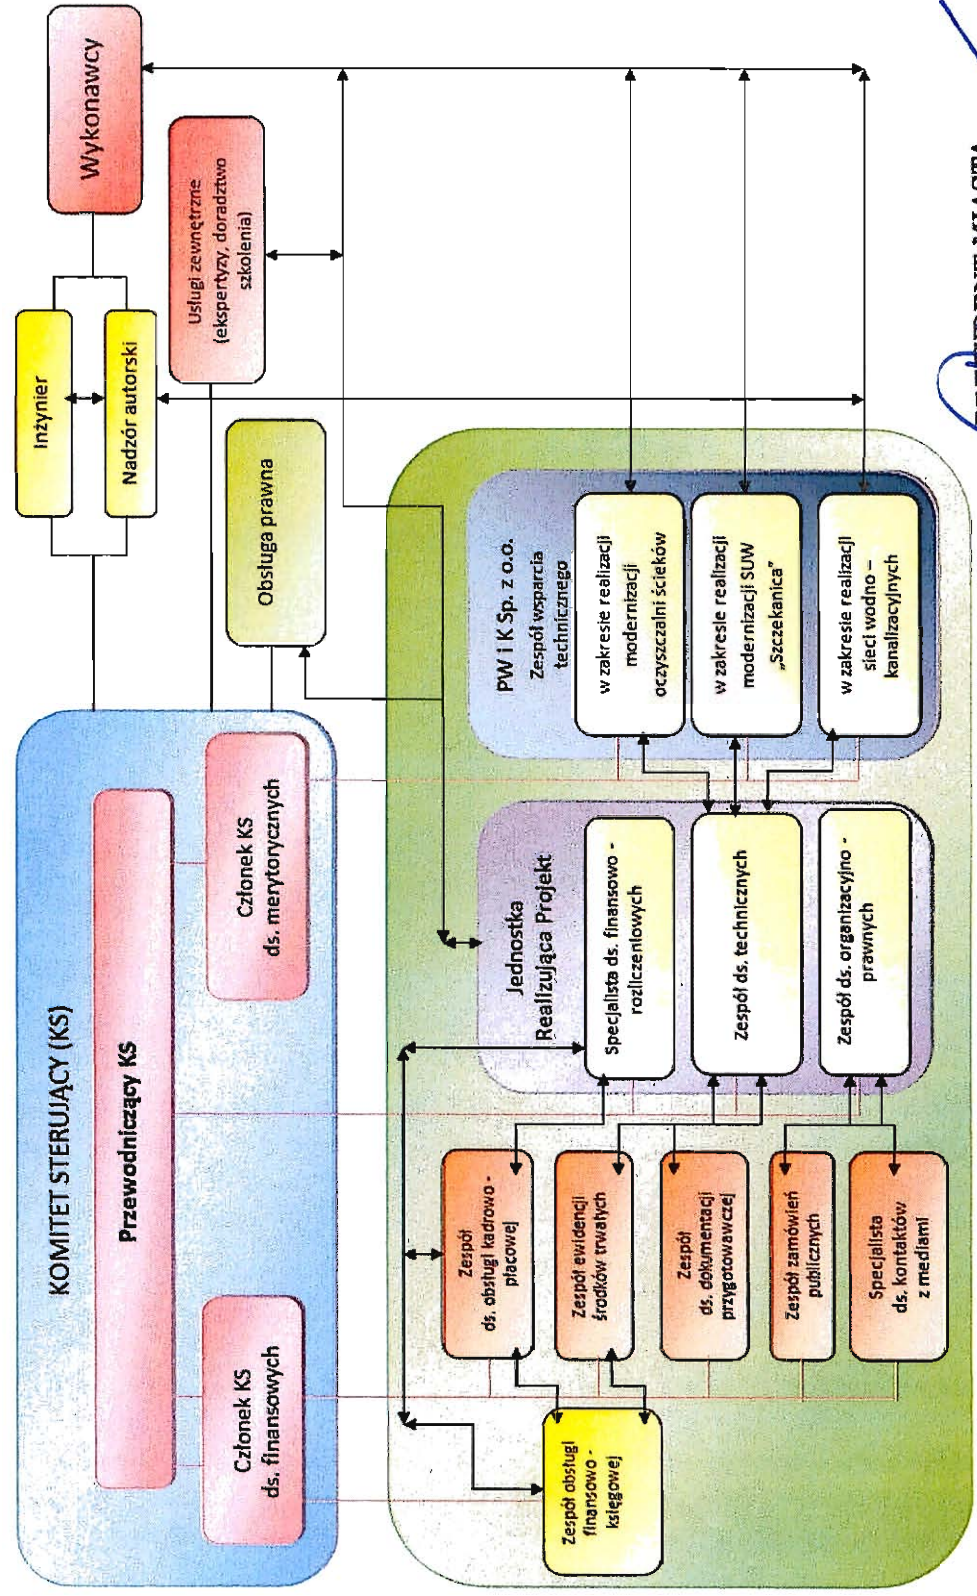 KOMITET STERUJĄCY (KS)
Przewodniczący KS
Członek KS
ds. finansowych
Członek KS
ds. merytorycznych
Inżynier
Nadzór autorski
Wykonawcy
Usługi zewnętrzne
(ekspertyzy, doradztwo
szkolenia)
Obsługa prawna
Zespół obsługi
finansowo -
księgowej
Zespół
ds. obsługi kadrowo -
płacowej
Zespół ewidencji
środków trwałych
Zespół
ds. dokumentacji
przygotowawczej
Zespół zamówień
publicznych
Specjalista
ds. kontaktów
z mediami
Jednostka
Realizująca Projekt
Specjalista ds. finansowo -
rozliczeniowych
Zespół ds. technicznych
Zespół ds. organizacyjno -
prawnych
PW i K Sp. z o.o.
Zespół wsparcia
technicznego
w zakresie realizacji
modernizacji
oczyszczalni ścieków
w zakresie realizacji
modernizacji SUW
„Szczekanica”
w zakresie realizacji
sieci wodno –
kanalizacyjnych
MIASTA